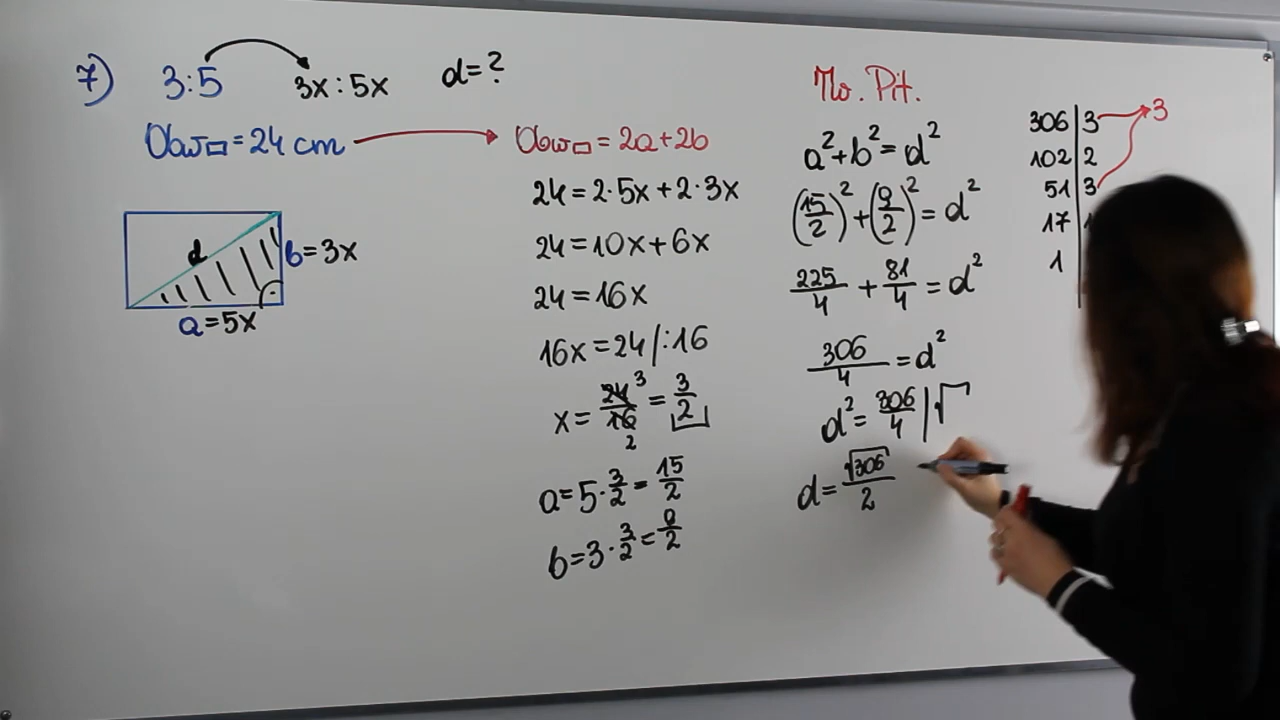 7) 3:5 3x:5x d=?
Obw▭=24 cm
d
b=3x
a=5x
Obw▭=2a+2b
24=2·5x+2·3x
24=10x+6x
24=16x
16x=24/:16
x=24/16=3/2
3
2
a=5·3/2=15/2
b=3·3/2=9/2
Tw. Pit.
a²+b²=d²
(15/2)²+(9/2)²=d²
225/4+81/4=d²
306/4=d²
d²=306/4|√
d=√306/2
306|3 3
102|2
51|3
17|
1|